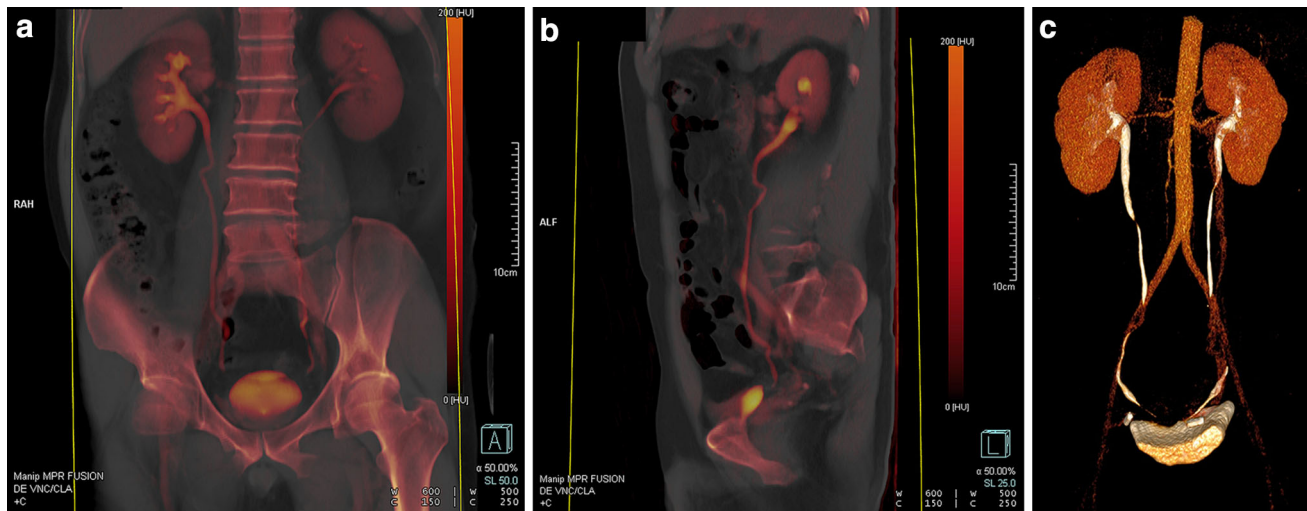 a
200 [HU]
RAH
10cm
0 [HU]
A
α 50.00%
SL 50.0
Manip MPR FUSION
DE VNC/CLA
+C
W 600 | W 500
C 150 | C 250
b
200 [HU]
ALF
10cm
0 [HU]
L
α 50.00%
SL 25.0
Manip MPR FUSION
DE VNC/CLA
+C
W 600 | W 500
C 150 | C 250
c